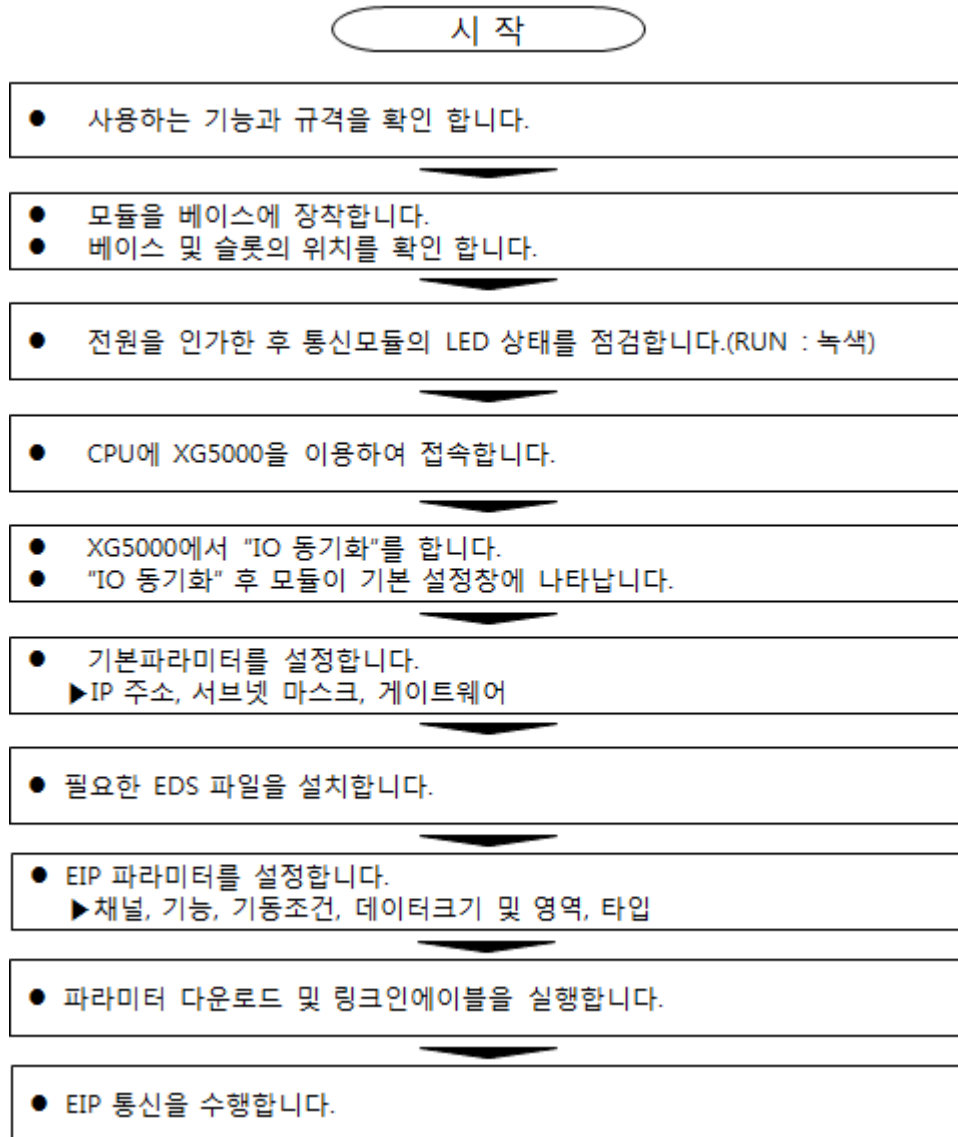 시 작
● 사용하는 기능과 규격을 확인 합니다.
● 모듈을 베이스에 장착합니다.
● 베이스 및 슬롯의 위치를 확인 합니다.
● 전원을 인가한 후 통신모듈의 LED 상태를 점검합니다.(RUN : 녹색)
● CPU에 XG5000을 이용하여 접속합니다.
● XG5000에서 “IO 동기화”를 합니다.
● “IO 동기화” 후 모듈이 기본 설정창에 나타납니다.
● 기본파라미터를 설정합니다.
▶IP 주소, 서브넷 마스크, 게이트웨어
● 필요한 EDS 파일을 설치합니다.
● EIP 파라미터를 설정합니다.
▶채널, 기능, 기동조건, 데이터크기 및 영역, 타입
● 파라미터 다운로드 및 링크인에이블을 실행합니다.
● EIP 통신을 수행합니다.